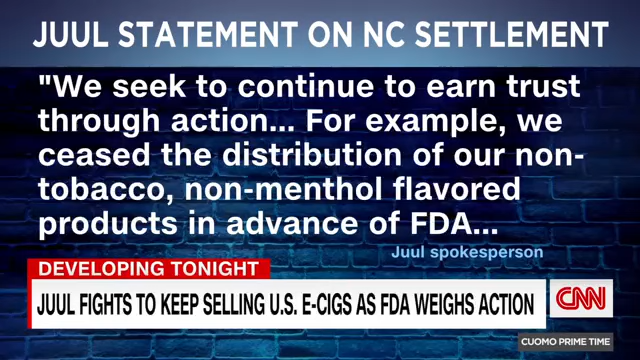 JUUL STATEMENT ON NC SETTLEMENT
"We seek to continue to earn trust
through action... For example, we
ceased the distribution of our non-
tobacco, non-menthol flavored
products in advance of FDA...
Juul spokesperson
DEVELOPING TONIGHT
JUUL FIGHTS TO KEEP SELLING U.S. E-CIGS AS FDA WEIGHS ACTION
CNN
CUOMO PRIME TIME